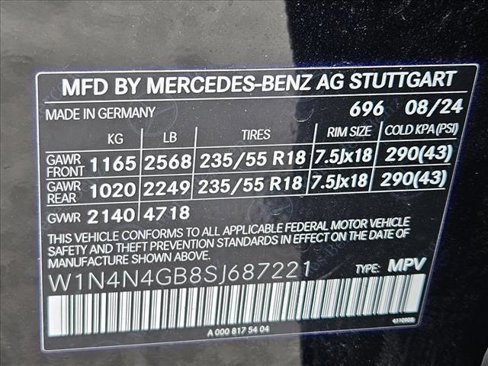 MFD BY MERCEDES-BENZ AG STUTTGART
MADE IN GERMANY 696 08/24
KG LB TIRES RIM SIZE COLD KPA(PSI)
GAWR FRONT 1165 2568 235/55 R18 7.5Jx18 290(43)
GAWR REAR 1020 2249 235/55 R18 7.5Jx18 290(43)
GVWR 2140 4718
THIS VEHICLE CONFORMS TO ALL APPLICABLE FEDERAL MOTOR VEHICLE
SAFETY AND THEFT PREVENTION STANDARDS IN EFFECT ON THE DATE OF
MANUFACTURE SHOWN ABOVE.
W1N4N4GB8SJ687221 TYPE: MPV
A 000 817 54 04